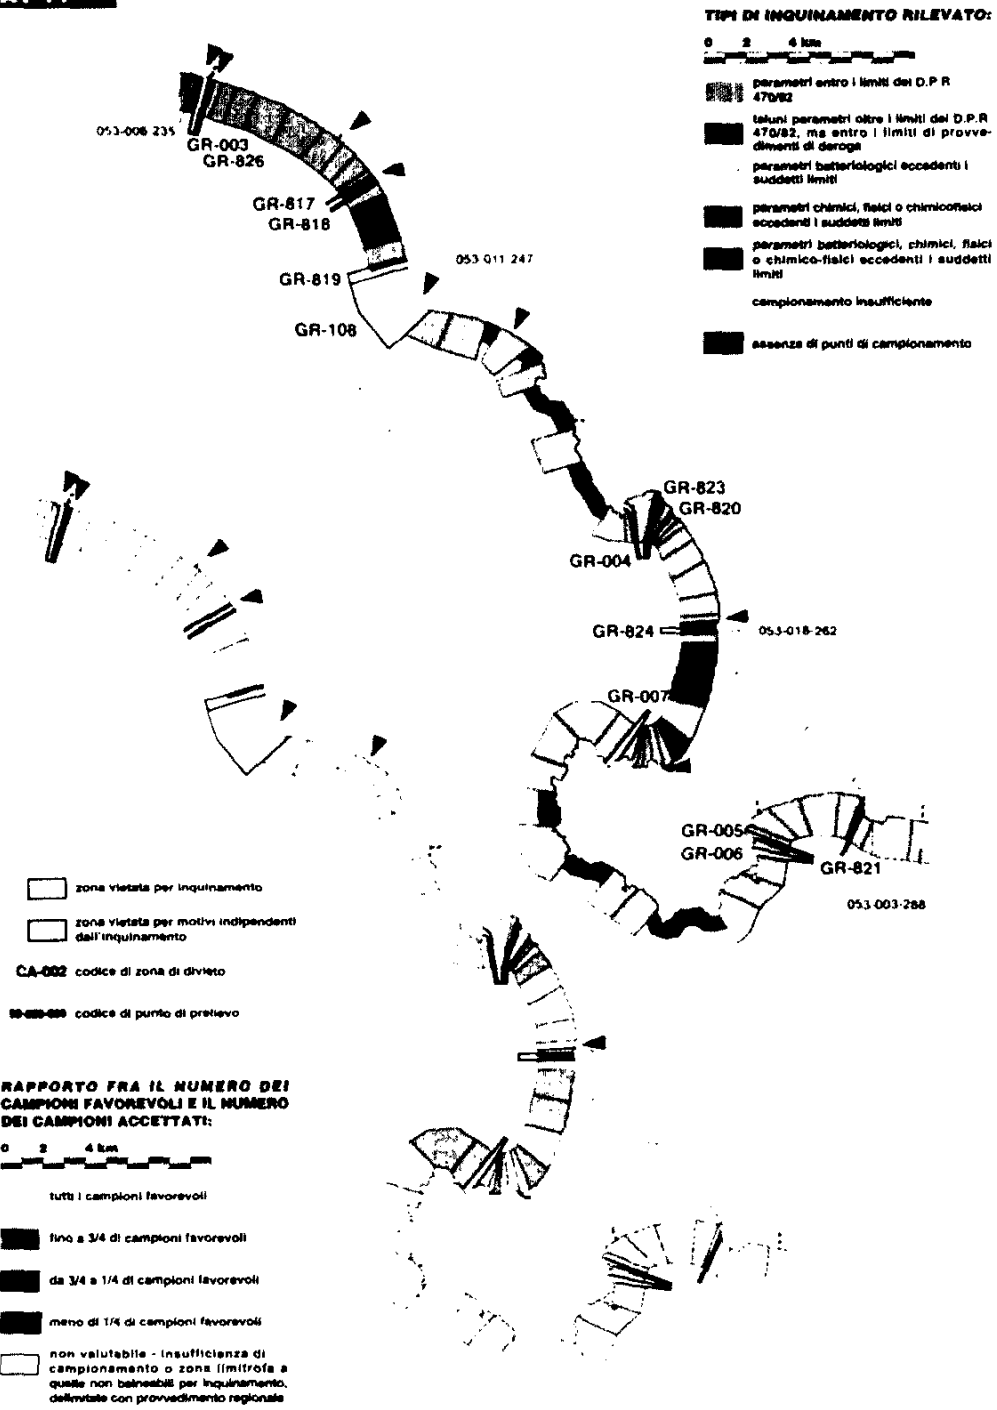 TIPI DI INQUINAMENTO RILEVATO:
0 2 4 km
parametri entro i limiti del D.P.R
470/82
taluni parametri oltre i limiti del D.P.R
470/82, ma entro i limiti di provve-
dimenti di deroga
parametri batteriologici eccedenti i
suddetti limiti
parametri chimici, fisici o chimicofisici
eccedenti i suddetti limiti
parametri batteriologici, chimici, fisici
o chimico-fisici eccedenti i suddetti
limiti
campionamento insufficiente
assenza di punti di campionamento
053-008-235
GR-003
GR-826
GR-817
GR-818
GR-819
053-011-247
GR-108
GR-823
GR-820
GR-004
GR-824
053-018-262
GR-007
GR-005
GR-006
GR-821
053-003-288
zona vietata per inquinamento
zona vietata per motivi indipendenti
dall'inquinamento
CA-002 codice di zona di divieto
codice di punto di prelievo
RAPPORTO FRA IL NUMERO DEI
CAMPIONI FAVOREVOLI E IL NUMERO
DEI CAMPIONI ACCETTATI:
0 2 4 km
tutti i campioni favorevoli
fino a 3/4 di campioni favorevoli
da 3/4 a 1/4 di campioni favorevoli
meno di 1/4 di campioni favorevoli
non valutabile - insufficienza di
campionamento o zona limitrofa a
quelle non balneabili per inquinamento,
delimitate con provvedimento regionale